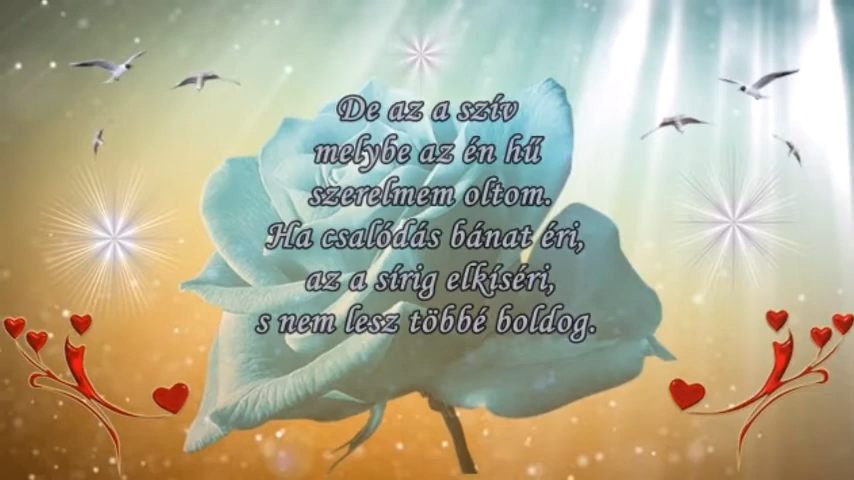 De az a szív
melybe az én hű
szerelmem oltom.
Ha csalódás bánat éri,
az a sírig elkíséri,
s nem lesz többé boldog.